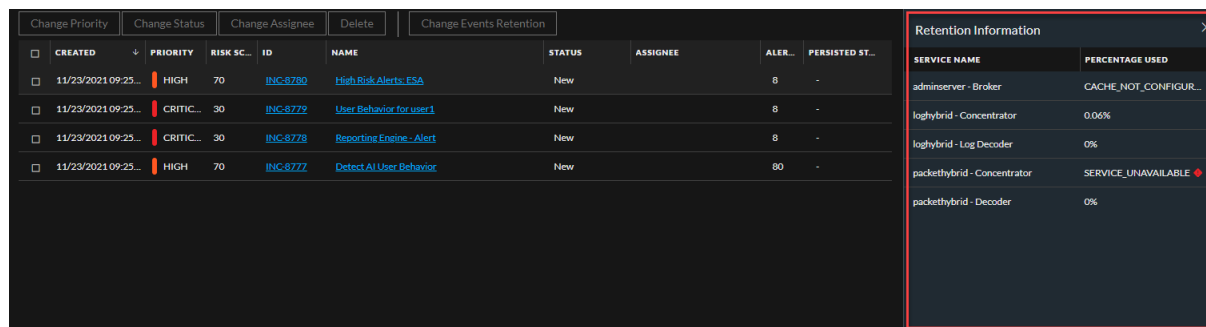 Change Priority Change Status Change Assignee Delete Change Events Retention
CREATED PRIORITY RISK SC... ID NAME STATUS ASSIGNEE ALER... PERSISTED ST...
11/23/2021 09:25... HIGH 70 INC-8780 High Risk Alerts: ESA New 8 -
11/23/2021 09:25... CRITIC... 30 INC-8779 User Behavior for user1 New 8 -
11/23/2021 09:25... CRITIC... 30 INC-8778 Reporting Engine - Alert New 8 -
11/23/2021 09:25... HIGH 70 INC-8777 Detect AI User Behavior New 80 -
Retention Information
SERVICE NAME PERCENTAGE USED
adminserver - Broker CACHE_NOT_CONFIGUR...
loghybrid - Concentrator 0.06%
loghybrid - Log Decoder 0%
packethybrid - Concentrator SERVICE_UNAVAILABLE
packethybrid - Decoder 0%